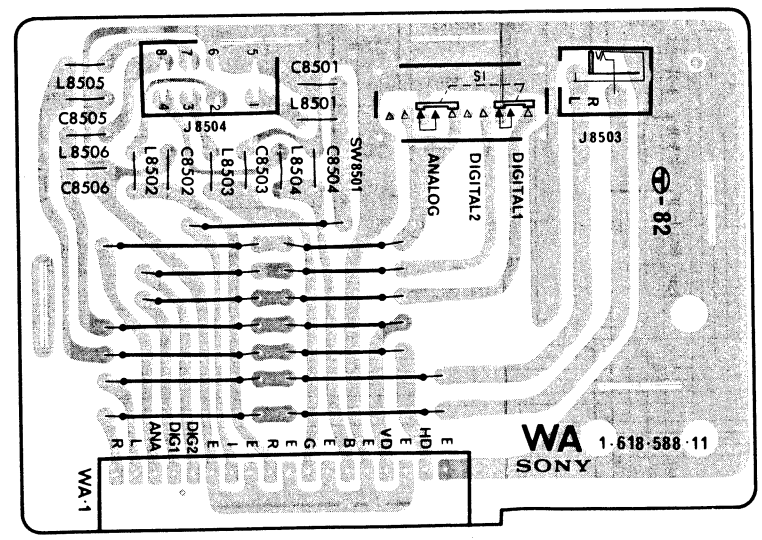 8 7 6 5
4 3 2 1
J8504
C8501
L8501
L8505
C8505
L8506
C8506
L8502
C8502
L8503
C8503
L8504
C8504
SW8501
S1
ANALOG
DIGITAL2
DIGITAL1
L R
J8503
T-82
R L ANA DIG1 DIG2 E I E R E G E B E VD E HD E
WA-1
WA 1-618-588-11
SONY